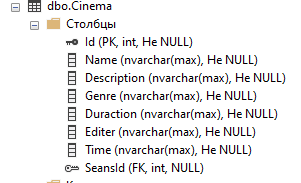 dbo.Cinema
Столбцы
Id (PK, int, Не NULL)
Name (nvarchar(max), Не NULL)
Description (nvarchar(max), Не NULL)
Genre (nvarchar(max), Не NULL)
Duraction (nvarchar(max), Не NULL)
Editer (nvarchar(max), Не NULL)
Time (nvarchar(max), Не NULL)
SeansId (FK, int, NULL)